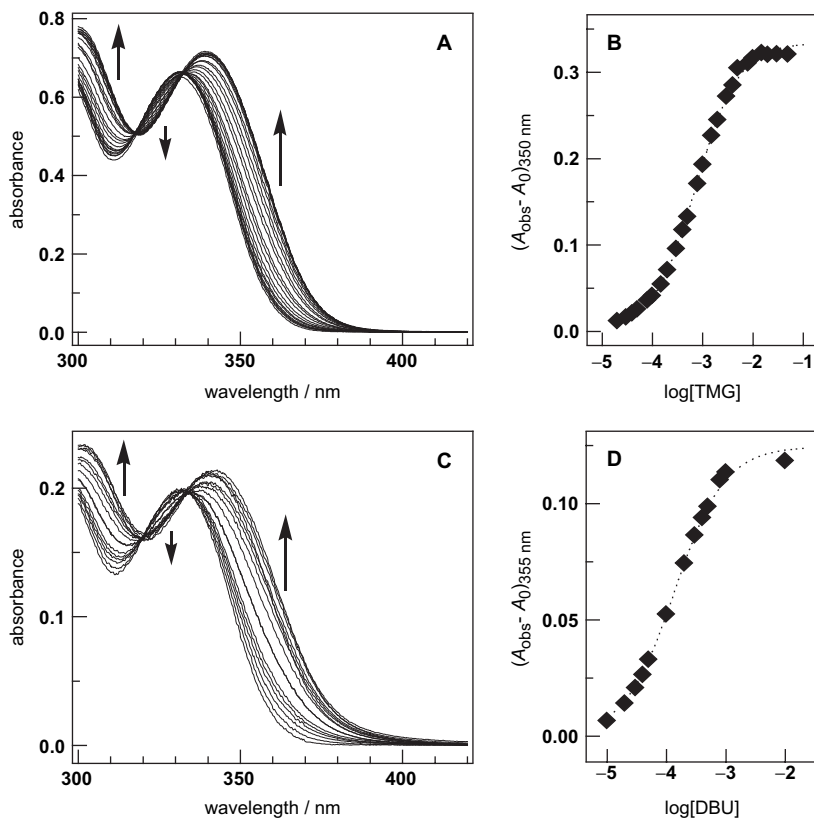 A
0.8
0.6
0.4
0.2
0.0
absorbance
300
350
400
wavelength / nm
B
0.3
0.2
0.1
0.0
(Aobs- A0)350 nm
–5
–4
–3
–2
–1
log[TMG]
C
0.2
0.1
0.0
absorbance
300
350
400
wavelength / nm
D
0.10
0.05
0.00
(Aobs- A0)355 nm
–5
–4
–3
–2
log[DBU]